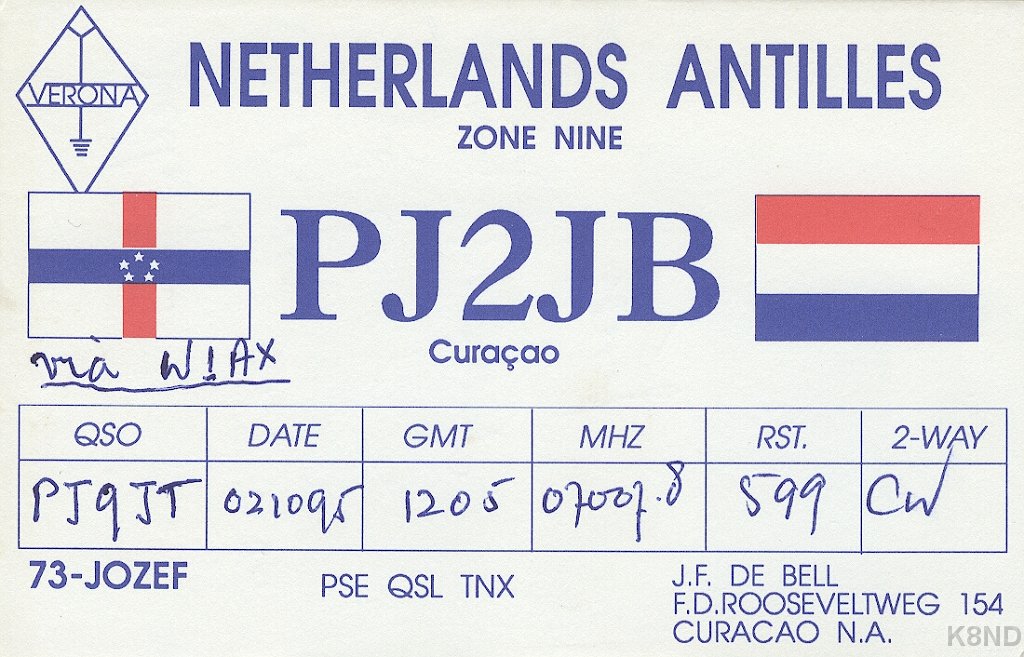 VERONA
NETHERLANDS ANTILLES
ZONE NINE
PJ2JB
Curaçao
via W1AX
QSO DATE GMT MHZ RST. 2-WAY
PJ9JT 021095 1205 07007.8 599 CW
73-JOZEF
PSE QSL TNX
J.F. DE BELL
F.D.ROOSEVELTWEG 154
CURACAO N.A.
K8ND